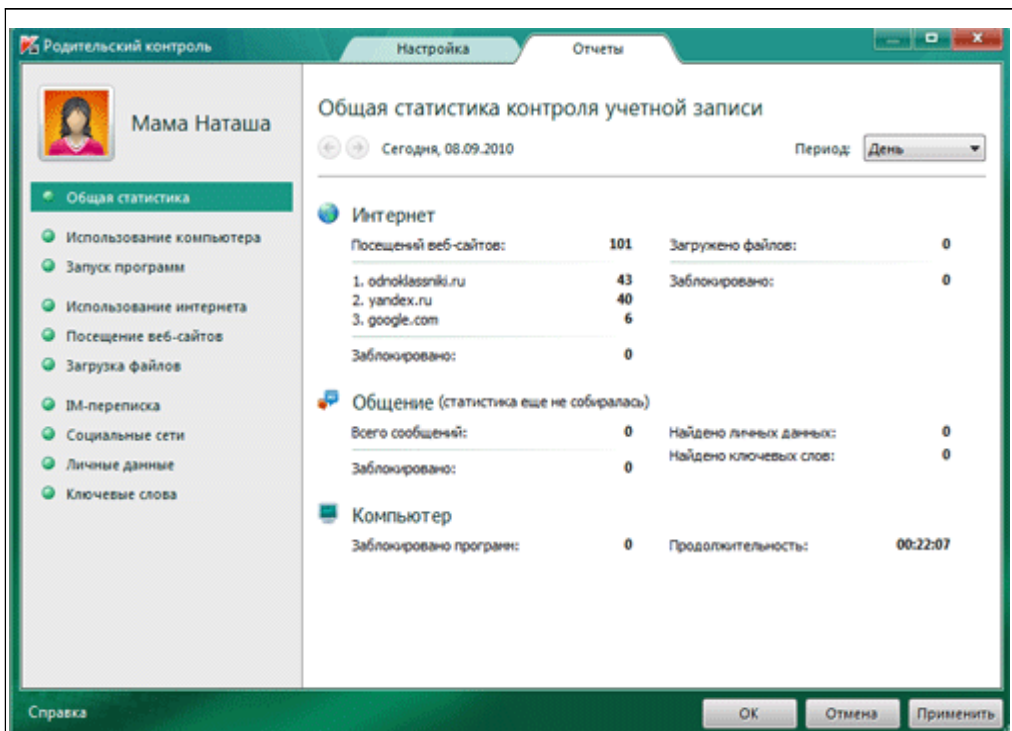 Родительский контроль
Настройка
Отчеты
Мама Наташа
Общая статистика
Использование компьютера
Запуск программ
Использование интернета
Посещение веб-сайтов
Загрузка файлов
IM-переписка
Социальные сети
Личные данные
Ключевые слова
Общая статистика контроля учетной записи
Сегодня, 08.09.2010 Период: День
Интернет
Посещений веб-сайтов: 101 Загружено файлов: 0
1. odnoklassniki.ru 43 Заблокировано: 0
2. yandex.ru 40
3. google.com 6
Заблокировано: 0
Общение (статистика еще не собиралась)
Всего сообщений: 0 Найдено личных данных: 0
Найдено ключевых слов: 0
Заблокировано: 0
Компьютер
Заблокировано программ: 0 Продолжительность: 00:22:07
Справка
OK
Отмена
Применить